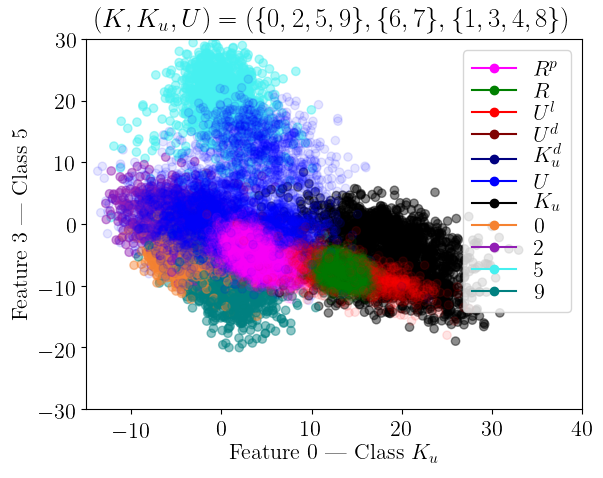 (K, K_u, U) = ({0, 2, 5, 9}, {6, 7}, {1, 3, 4, 8})
30
20
10
0
−10
−20
−30
Feature 3 — Class 5
R^p
R
U^l
U^d
K_u^d
U
K_u
0
2
5
9
−10 0 10 20 30 40
Feature 0 — Class K_u